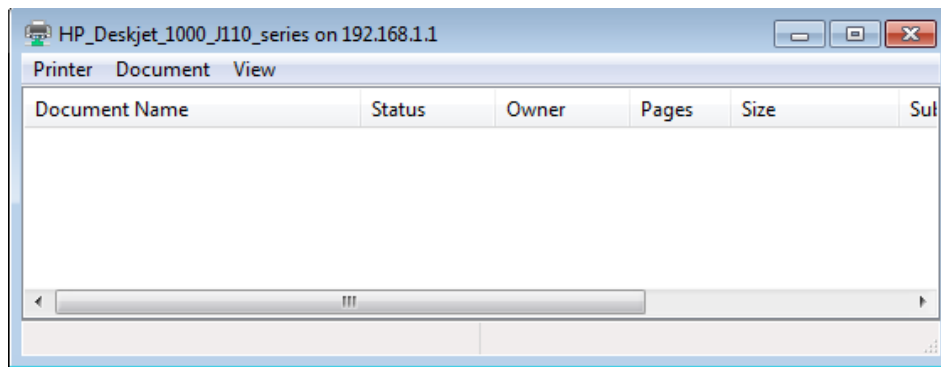 HP_Deskjet_1000_J110_series on 192.168.1.1
Printer Document View
Document Name Status Owner Pages Size